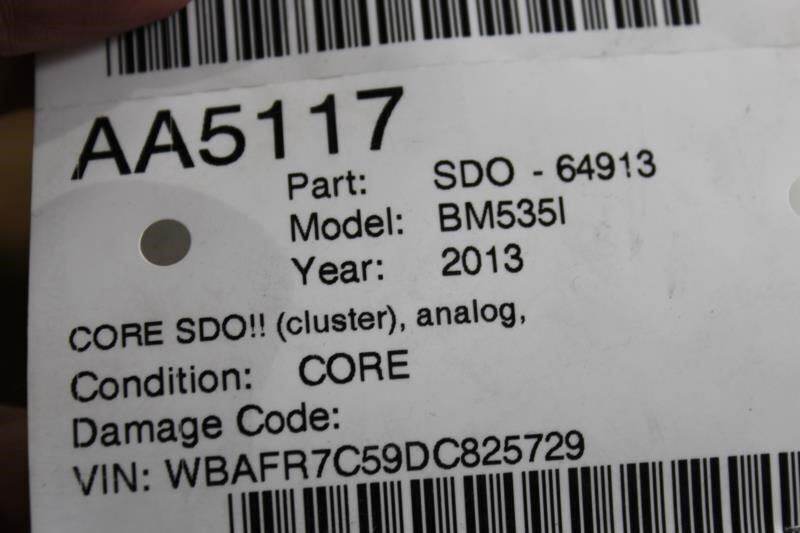 AA5117
Part: SDO - 64913
Model: BM535I
Year: 2013
CORE SDO!! (cluster), analog,
Condition: CORE
Damage Code:
VIN: WBAFR7C59DC825729